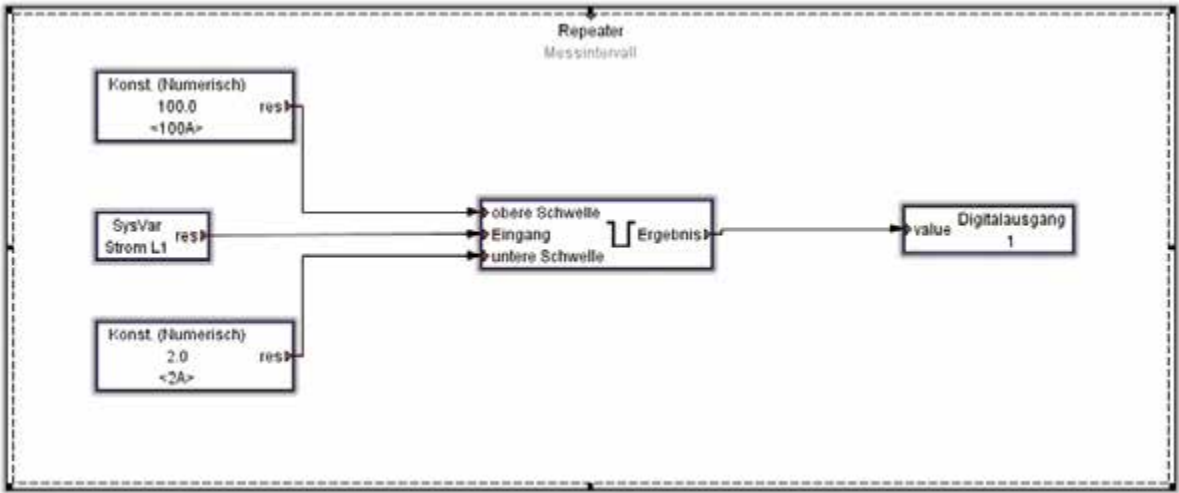 Repeater
Messintervall
Konst. (Numerisch)
100.0 res
<100A>
SysVar
Strom L1 res
Konst. (Numerisch)
2.0 res
<2A>
obere Schwelle
Eingang Ergebnis
untere Schwelle
value Digitalausgang
1